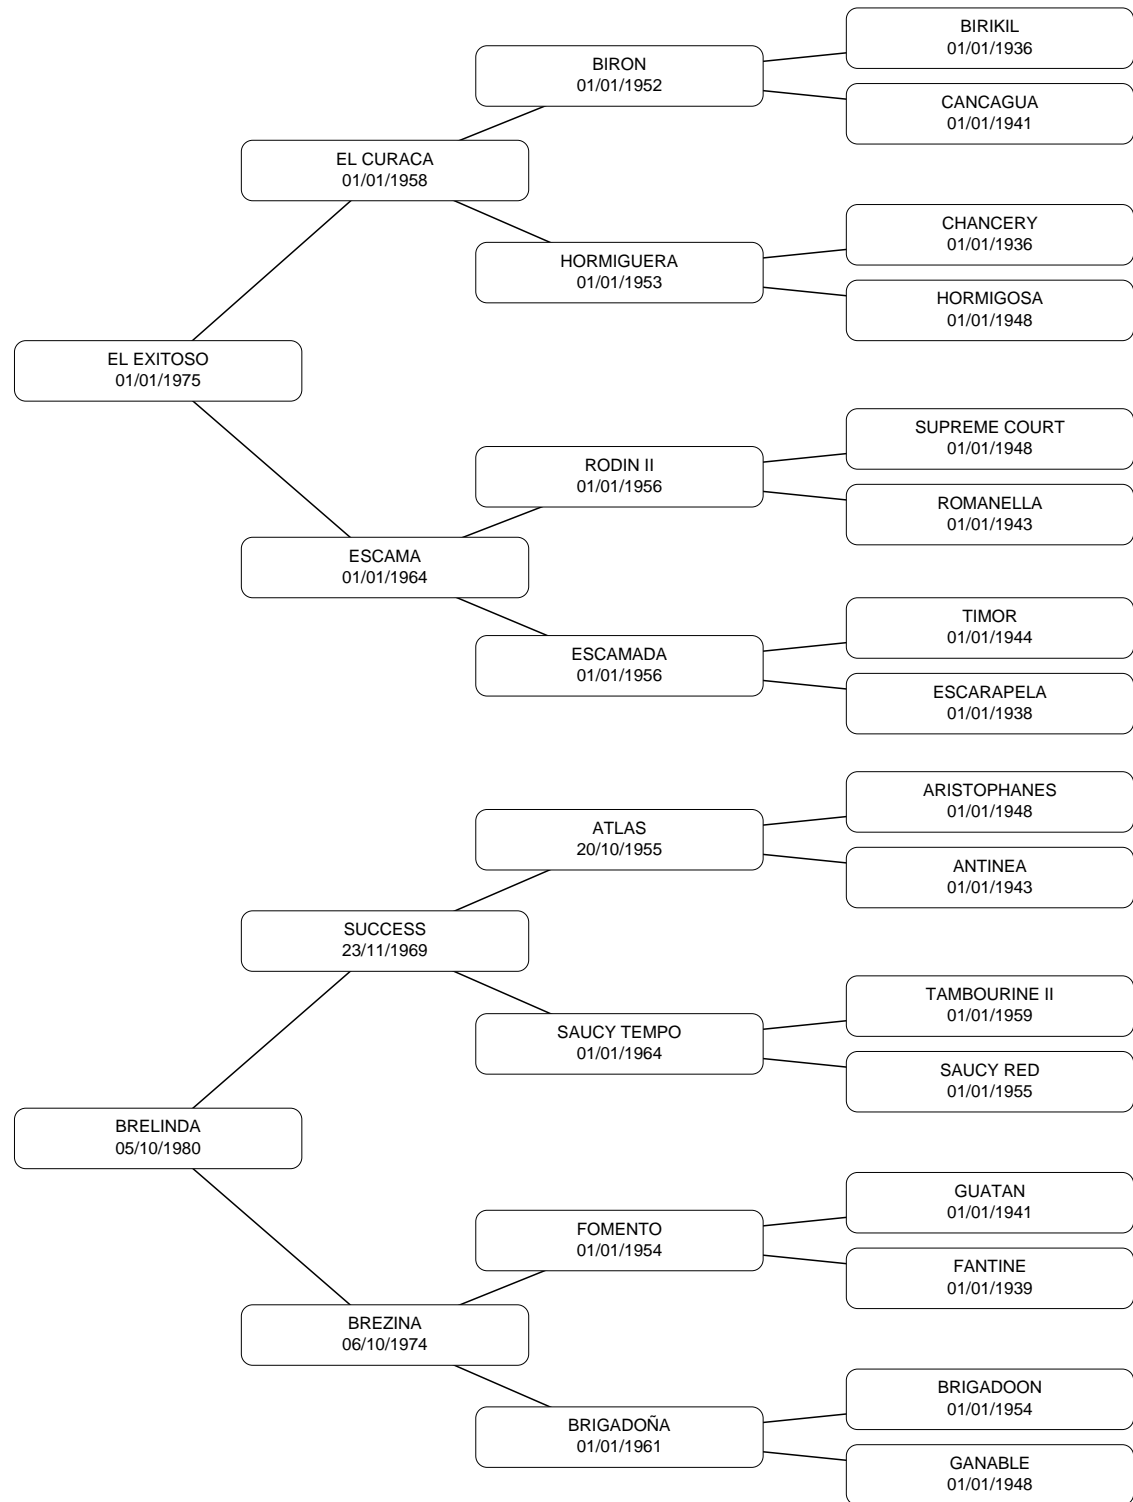 BIRIKIL
01/01/1936
BIRON
01/01/1952
CANCAGUA
01/01/1941
EL CURACA
01/01/1958
CHANCERY
01/01/1936
HORMIGUERA
01/01/1953
HORMIGOSA
01/01/1948
EL EXITOSO
01/01/1975
SUPREME COURT
01/01/1948
RODIN II
01/01/1956
ROMANELLA
01/01/1943
ESCAMA
01/01/1964
TIMOR
01/01/1944
ESCAMADA
01/01/1956
ESCARAPELA
01/01/1938
ARISTOPHANES
01/01/1948
ATLAS
20/10/1955
ANTINEA
01/01/1943
SUCCESS
23/11/1969
TAMBOURINE II
01/01/1959
SAUCY TEMPO
01/01/1964
SAUCY RED
01/01/1955
BRELINDA
05/10/1980
GUATAN
01/01/1941
FOMENTO
01/01/1954
FANTINE
01/01/1939
BREZINA
06/10/1974
BRIGADOON
01/01/1954
BRIGADOÑA
01/01/1961
GANABLE
01/01/1948